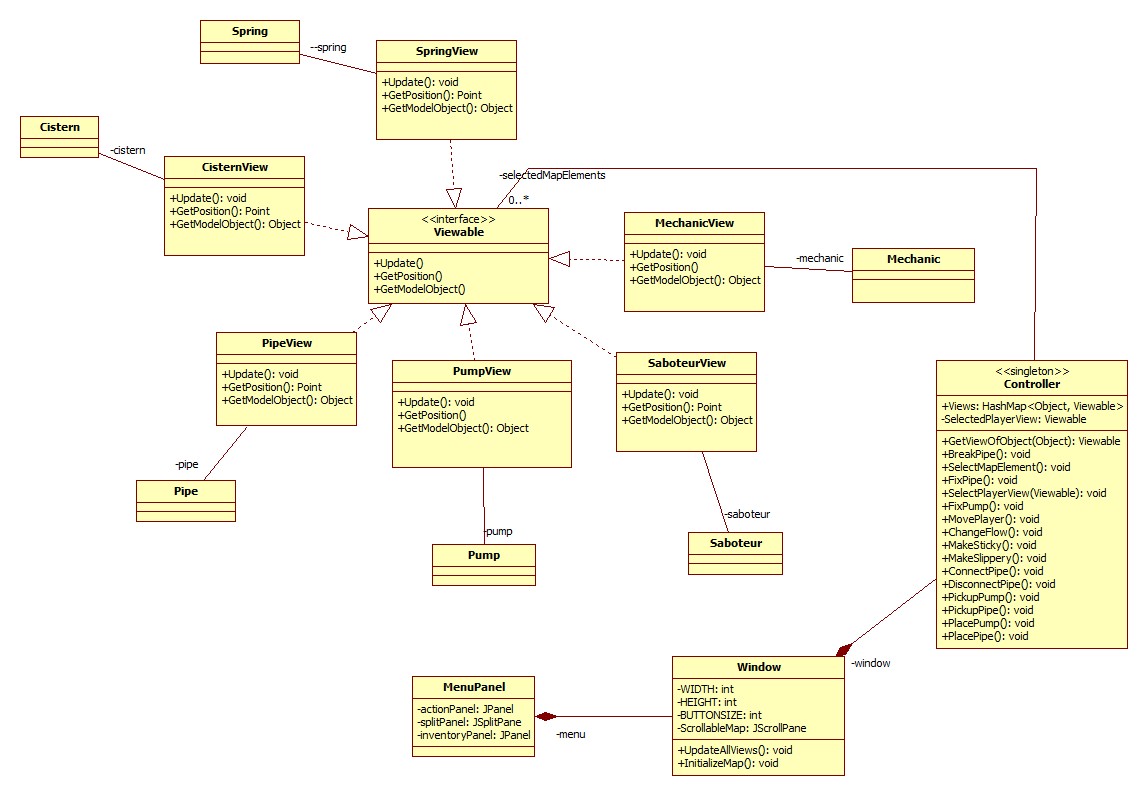 Spring
--spring
SpringView
+Update(): void
+GetPosition(): Point
+GetModelObject(): Object
Cistern
-cistern
CisternView
+Update(): void
+GetPosition(): Point
+GetModelObject(): Object
-selectedMapElements
0..*
<<interface>>
Viewable
+Update()
+GetPosition()
+GetModelObject()
MechanicView
+Update(): void
+GetPosition()
+GetModelObject(): Object
-mechanic
Mechanic
PipeView
+Update(): void
+GetPosition(): Point
+GetModelObject(): Object
-pipe
Pipe
PumpView
+Update(): void
+GetPosition()
+GetModelObject(): Object
-pump
Pump
SaboteurView
+Update(): void
+GetPosition(): Point
+GetModelObject(): Object
-saboteur
Saboteur
<<singleton>>
Controller
+Views: HashMap<Object, Viewable>
-SelectedPlayerView: Viewable
+GetViewOfObject(Object): Viewable
+BreakPipe(): void
+SelectMapElement(): void
+FixPipe(): void
+SelectPlayerView(Viewable): void
+FixPump(): void
+MovePlayer(): void
+ChangeFlow(): void
+MakeSticky(): void
+MakeSlippery(): void
+ConnectPipe(): void
+DisconnectPipe(): void
+PickupPump(): void
+PickupPipe(): void
+PlacePump(): void
+PlacePipe(): void
-window
Window
-WIDTH: int
-HEIGHT: int
-BUTTONSIZE: int
-ScrollableMap: JScrollPane
+UpdateAllViews(): void
+InitializeMap(): void
-menu
MenuPanel
-actionPanel: JPanel
-splitPanel: JSplitPane
-inventoryPanel: JPanel